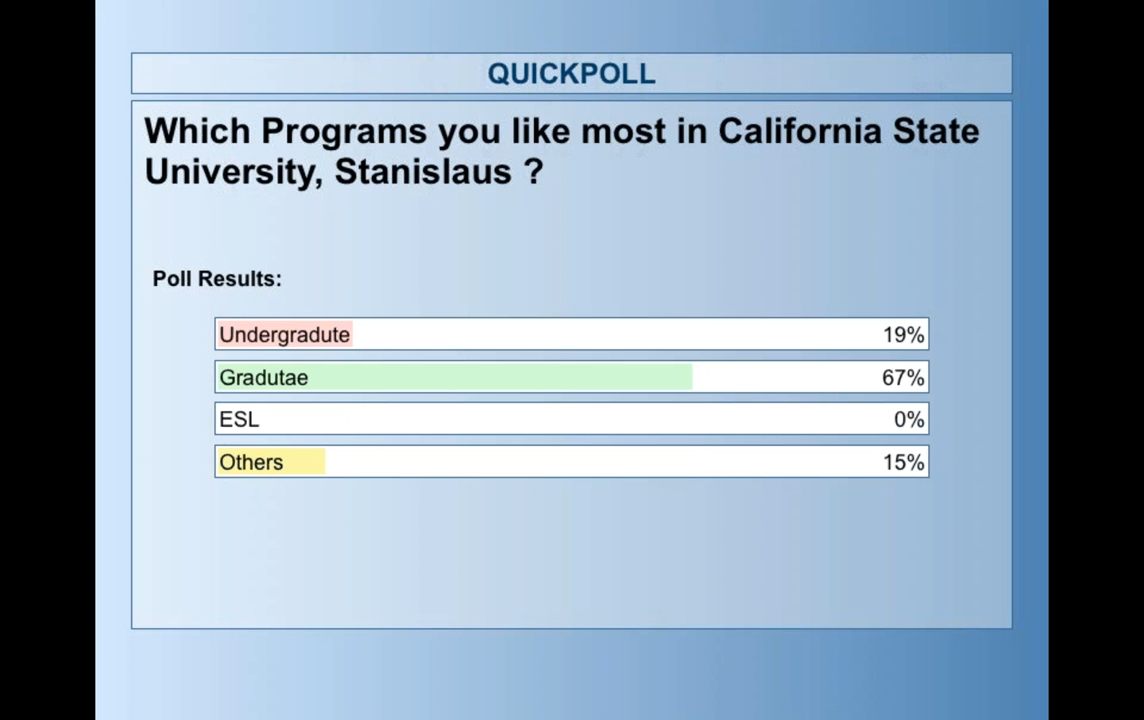 QUICKPOLL
Which Programs you like most in California State
University, Stanislaus ?
Poll Results:
Undergradute 19%
Gradutae 67%
ESL 0%
Others 15%